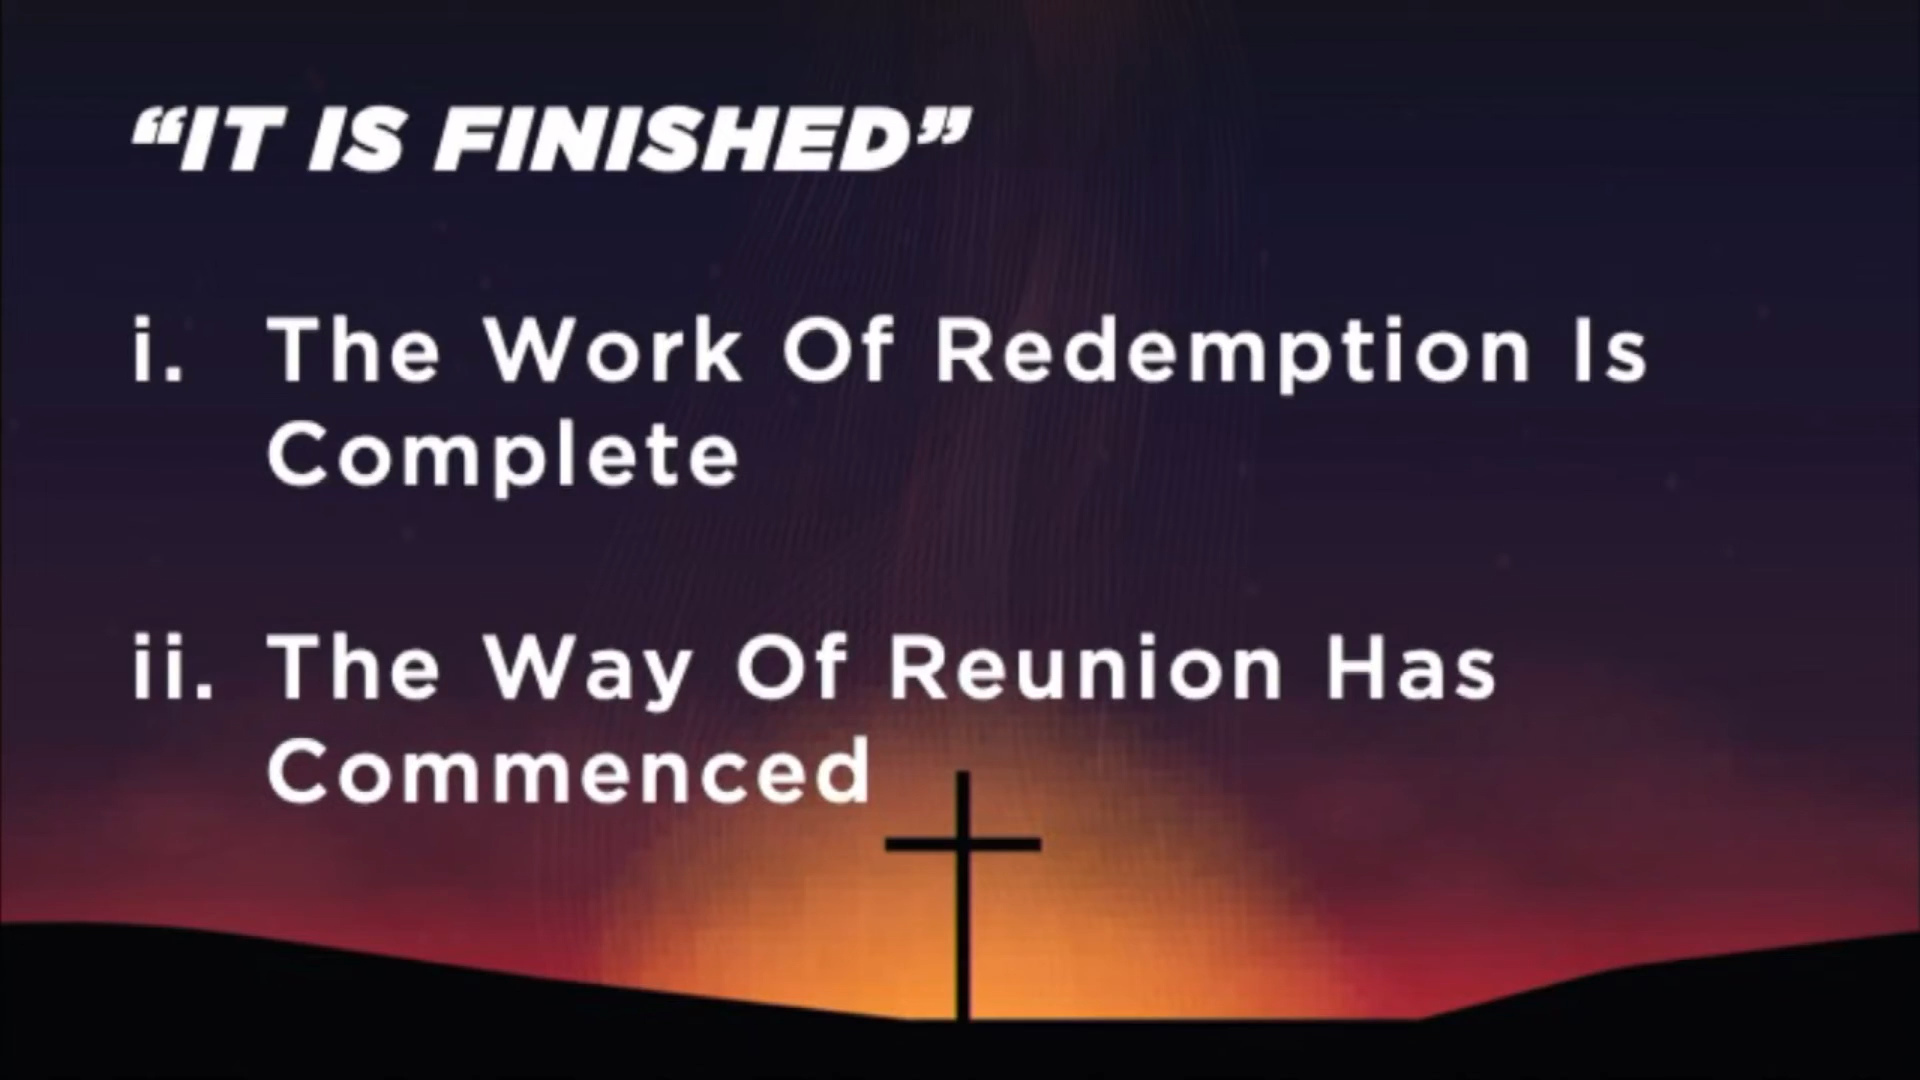 “IT IS FINISHED”
i. The Work Of Redemption Is
Complete
ii. The Way Of Reunion Has
Commenced